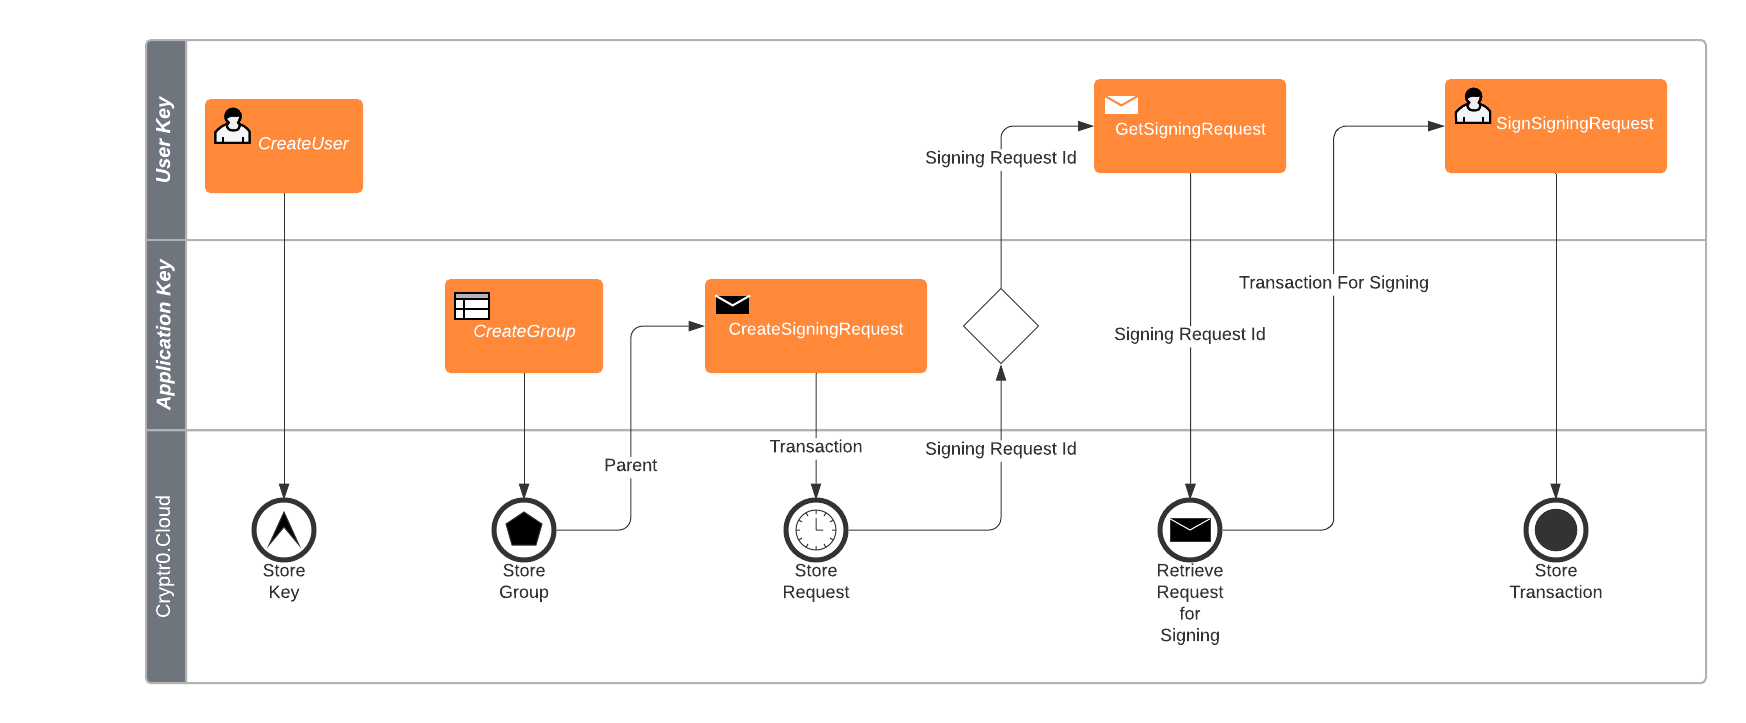 User Key
CreateUser
Signing Request Id
GetSigningRequest
SignSigningRequest
Application Key
CreateGroup
CreateSigningRequest
Transaction For Signing
Signing Request Id
Cryptr0.Cloud
Parent
Transaction
Signing Request Id
Store
Key
Store
Group
Store
Request
Retrieve
Request
for
Signing
Store
Transaction